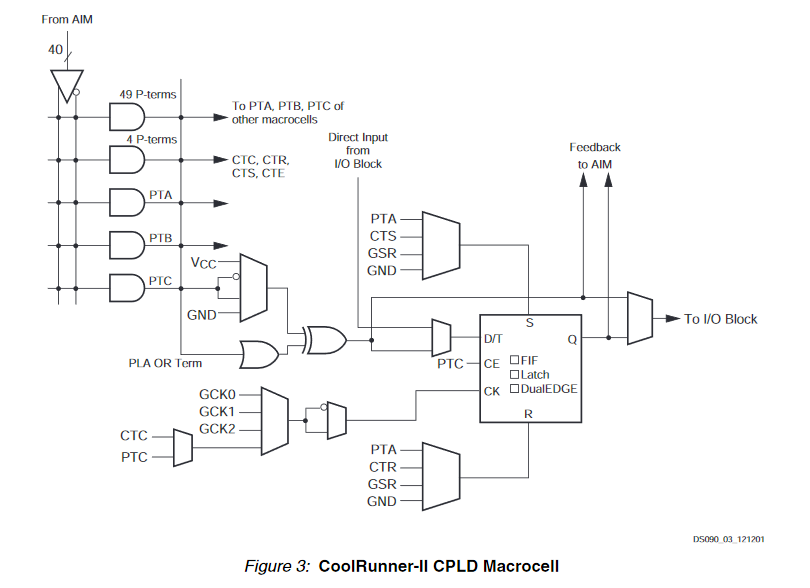 From AIM
40
49 P-terms
To PTA, PTB, PTC of
other macrocells
4 P-terms
CTC, CTR,
CTS, CTE
PTA
PTB
PTC
Direct Input
from
I/O Block
Feedback
to AIM
PTA
CTS
GSR
GND
VCC
GND
PLA OR Term
To I/O Block
S
D/T
Q
PTC
CE
FIF
Latch
CK
DualEDGE
R
GCK0
GCK1
GCK2
CTC
PTC
PTA
CTR
GSR
GND
DS090_03_121201
Figure 3: CoolRunner-II CPLD Macrocell